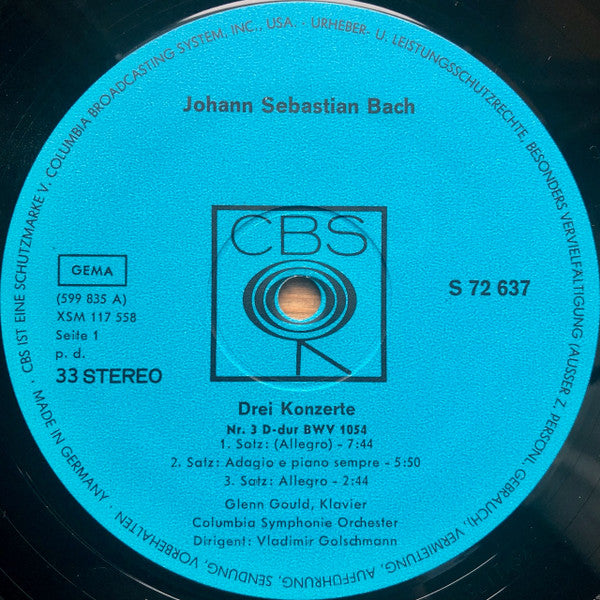 CBS IST EINE SCHUTZMARKE V. COLUMBIA BROADCASTING SYSTEM, INC., USA. · URHEBER- U. LEISTUNGSSCHUTZRECHTE, BESONDERS VERVIELFÄLTIGUNG (AUSSER Z. PERSÖNL. GEBRAUCH), VERMIETUNG, AUFFÜHRUNG, SENDUNG, VORBEHALTEN · MADE IN GERMANY ·
Johann Sebastian Bach
CBS
GEMA
(599 835 A)
XSM 117 558
Seite 1
p. d.
33 STEREO
S 72 637
Drei Konzerte
Nr. 3 D-dur BWV 1054
1. Satz: (Allegro) - 7:44
2. Satz: Adagio e piano sempre - 5:50
3. Satz: Allegro - 2:44
Glenn Gould, Klavier
Columbia Symphonie Orchester
Dirigent: Vladimir Golschmann